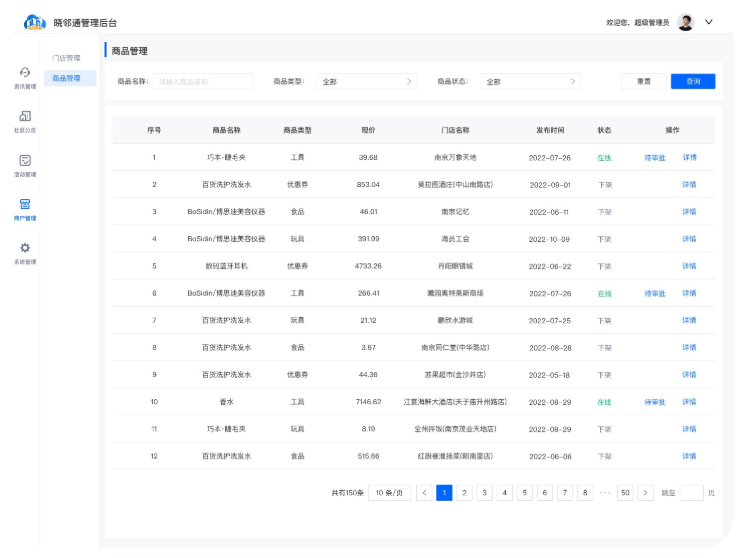 晓邻通管理后台
欢迎您，超级管理员
资讯管理
社区公告
活动管理
商户管理
系统管理
门店管理
商品管理
商品管理
商品名称： 请输入商品名称 商品类型： 全部 商品状态： 全部 重置 查询
序号 商品名称 商品类型 现价 门店名称 发布时间 状态 操作
1 巧本·睫毛夹 工具 39.68 南京万象天地 2022-07-26 在线 待审批 详情
2 百货洗护洗发水 优惠券 853.04 莫拉图酒庄(中山南路店) 2022-09-01 下架 详情
3 BoSidin/博思迪美容仪器 食品 46.01 南京记忆 2022-06-11 下架 详情
4 BoSidin/博思迪美容仪器 玩具 391.99 海员工会 2022-10-09 下架 详情
5 数码蓝牙耳机 优惠券 4733.26 丹阳眼镜城 2022-06-22 下架 详情
6 BoSidin/博思迪美容仪器 工具 266.41 虞园奥特莱斯商场 2022-07-26 在线 待审批 详情
7 百货洗护洗发水 玩具 21.12 鹏欣水游城 2022-07-25 下架 详情
8 百货洗护洗发水 食品 3.67 南京同仁堂(中华路店) 2022-08-28 下架 详情
9 百货洗护洗发水 优惠券 44.36 苏果超市(金沙井店) 2022-05-18 下架 详情
10 香水 工具 7146.62 江宴海鲜大酒店(夫子庙升州路店) 2022-08-29 在线 待审批 详情
11 巧本·睫毛夹 玩具 8.19 全州拌饭(南京茂业天地店) 2022-08-29 下架 详情
12 百货洗护洗发水 食品 515.66 红厨巷淮扬菜(熙南里店) 2022-06-06 下架 详情
共有150条 10 条/页 < 1 2 3 4 5 6 7 8 ··· 50 > 跳至 页